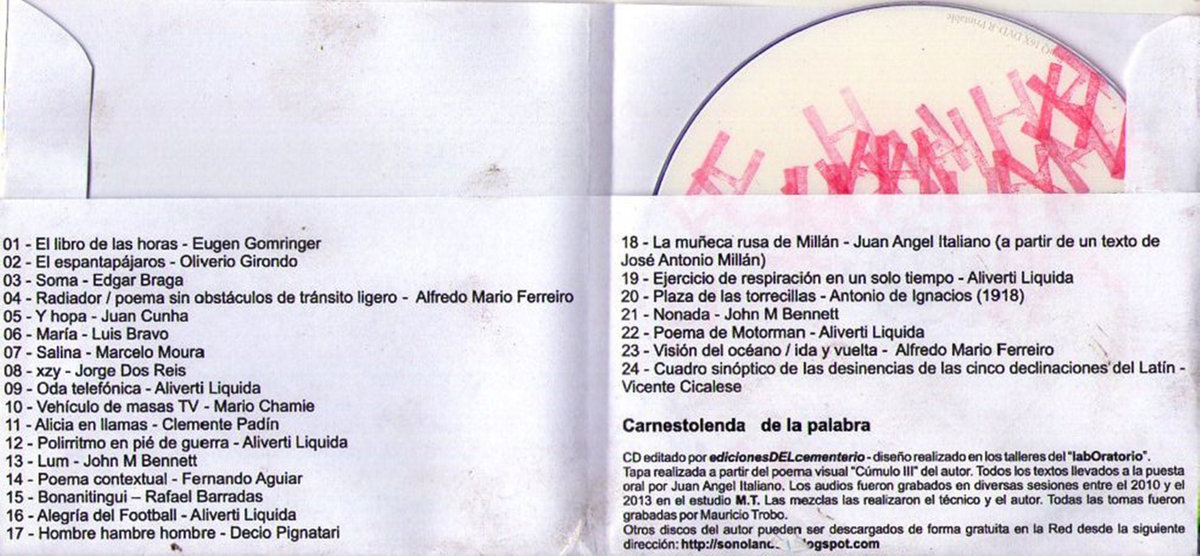 16X DVD-R Printable
01 - El libro de las horas - Eugen Gomringer
02 - El espantapájaros - Oliverio Girondo
03 - Soma - Edgar Braga
04 - Radiador / poema sin obstáculos de tránsito ligero - Alfredo Mario Ferreiro
05 - Y hopa - Juan Cunha
06 - María - Luis Bravo
07 - Salina - Marcelo Moura
08 - xzy - Jorge Dos Reis
09 - Oda telefónica - Aliverti Liquida
10 - Vehículo de masas TV - Mario Chamie
11 - Alicia en llamas - Clemente Padín
12 - Polirritmo en pié de guerra - Aliverti Liquida
13 - Lum - John M Bennett
14 - Poema contextual - Fernando Aguiar
15 - Bonanitingui – Rafael Barradas
16 - Alegría del Football - Aliverti Liquida
17 - Hombre hambre hombre - Decio Pignatari
18 - La muñeca rusa de Millán - Juan Angel Italiano (a partir de un texto de
José Antonio Millán)
19 - Ejercicio de respiración en un solo tiempo - Aliverti Liquida
20 - Plaza de las torrecillas - Antonio de Ignacios (1918)
21 - Nonada - John M Bennett
22 - Poema de Motorman - Aliverti Liquida
23 - Visión del océano / ida y vuelta - Alfredo Mario Ferreiro
24 - Cuadro sinóptico de las desinencias de las cinco declinaciones del Latín -
Vicente Cicalese
Carnestolenda de la palabra
CD editado por edicionesDELcementerio - diseño realizado en los talleres del "labOratorio".
Tapa realizada a partir del poema visual "Cúmulo III" del autor. Todos los textos llevados a la puesta
oral por Juan Angel Italiano. Los audios fueron grabados en diversas sesiones entre el 2010 y el
2013 en el estudio M.T. Las mezclas las realizaron el técnico y el autor. Todas las tomas fueron
grabadas por Mauricio Trobo.
Otros discos del autor pueden ser descargados de forma gratuita en la Red desde la siguiente
dirección: